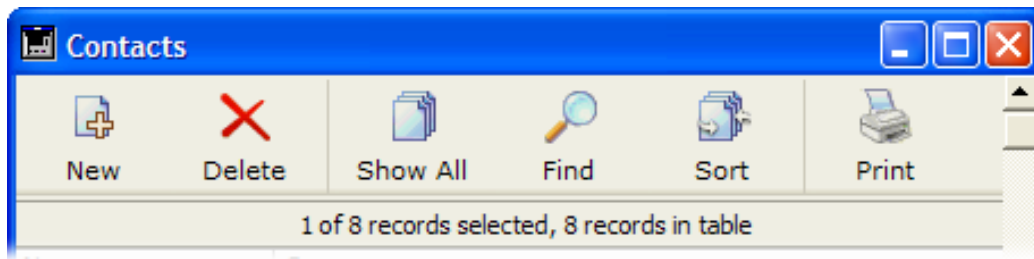 Contacts
New Delete Show All Find Sort Print
1 of 8 records selected, 8 records in table